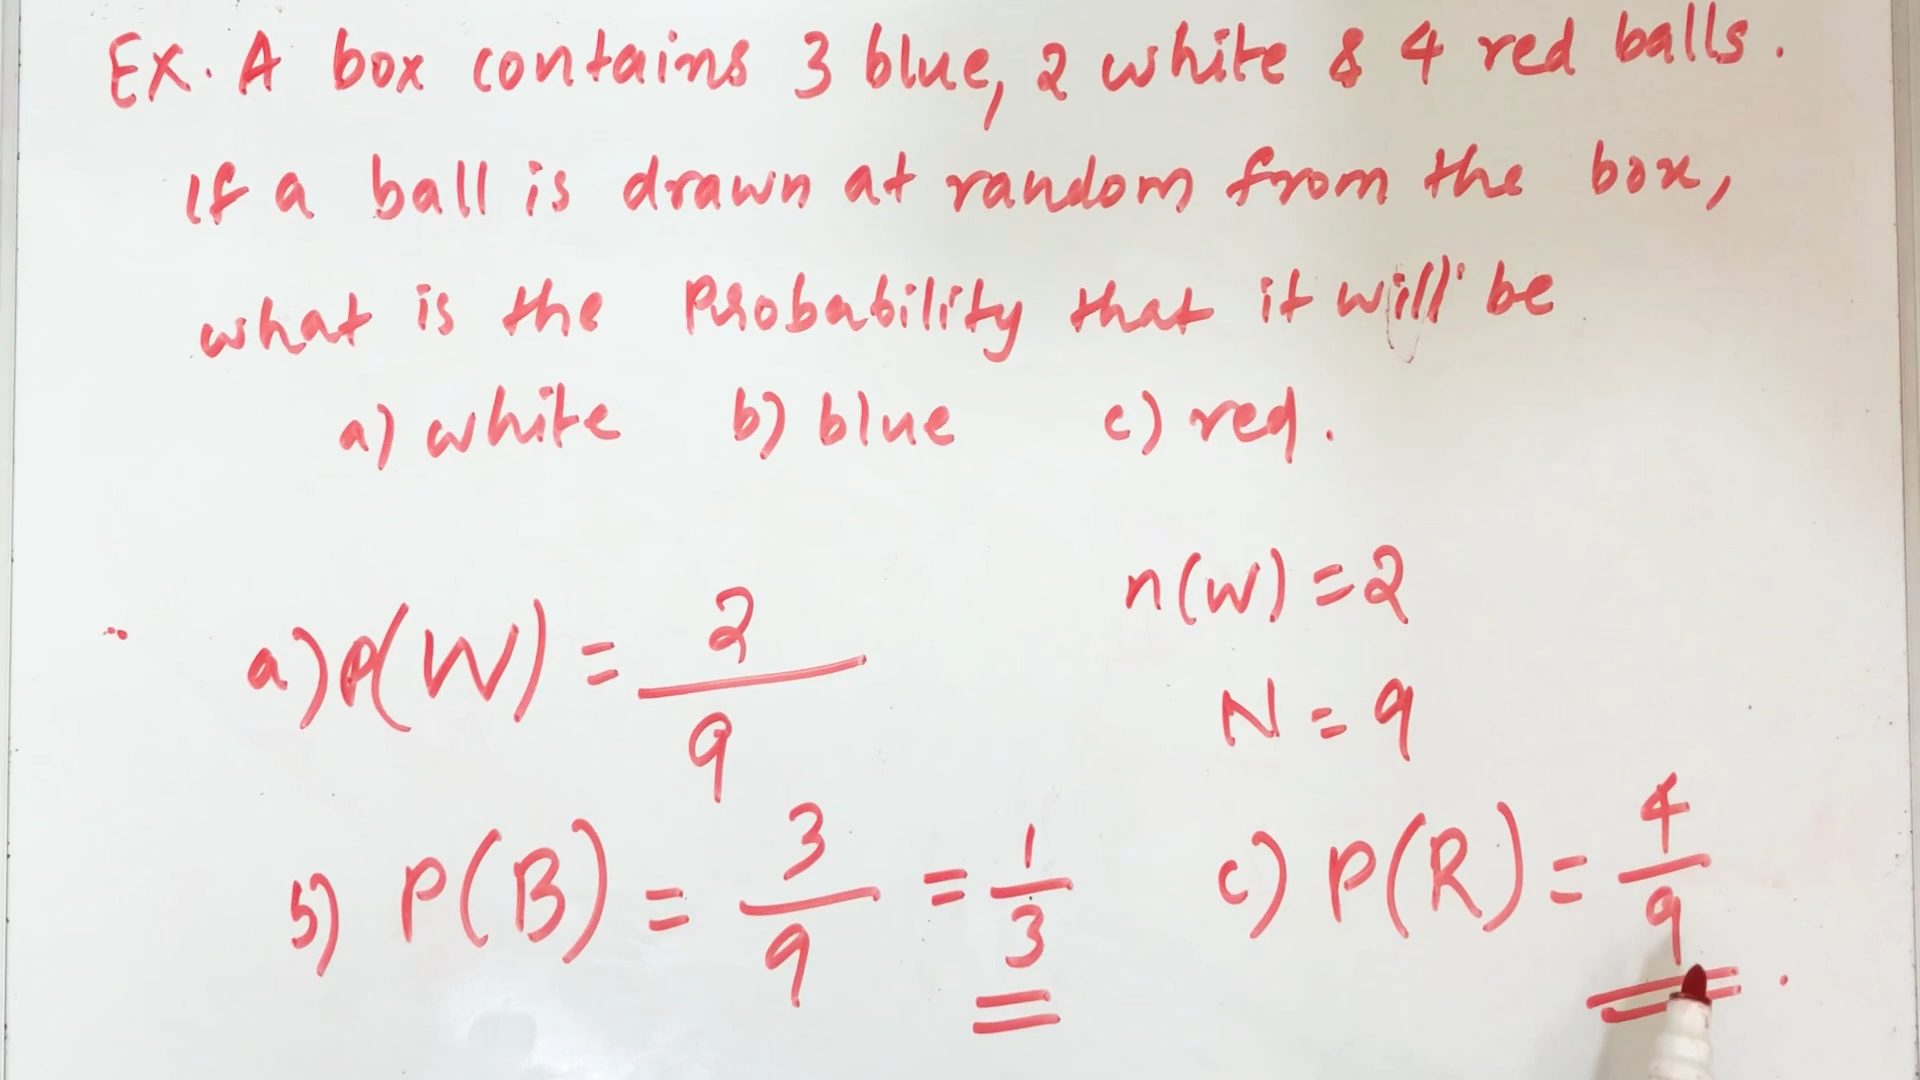 Ex. A box contains 3 blue, 2 white & 4 red balls.
If a ball is drawn at random from the box,
what is the Probability that it will be
a) white b) blue c) red.
n(W) = 2
a) P(W) = 2/9
N = 9
b) P(B) = 3/9 = 1/3 c) P(R) = 4/9.